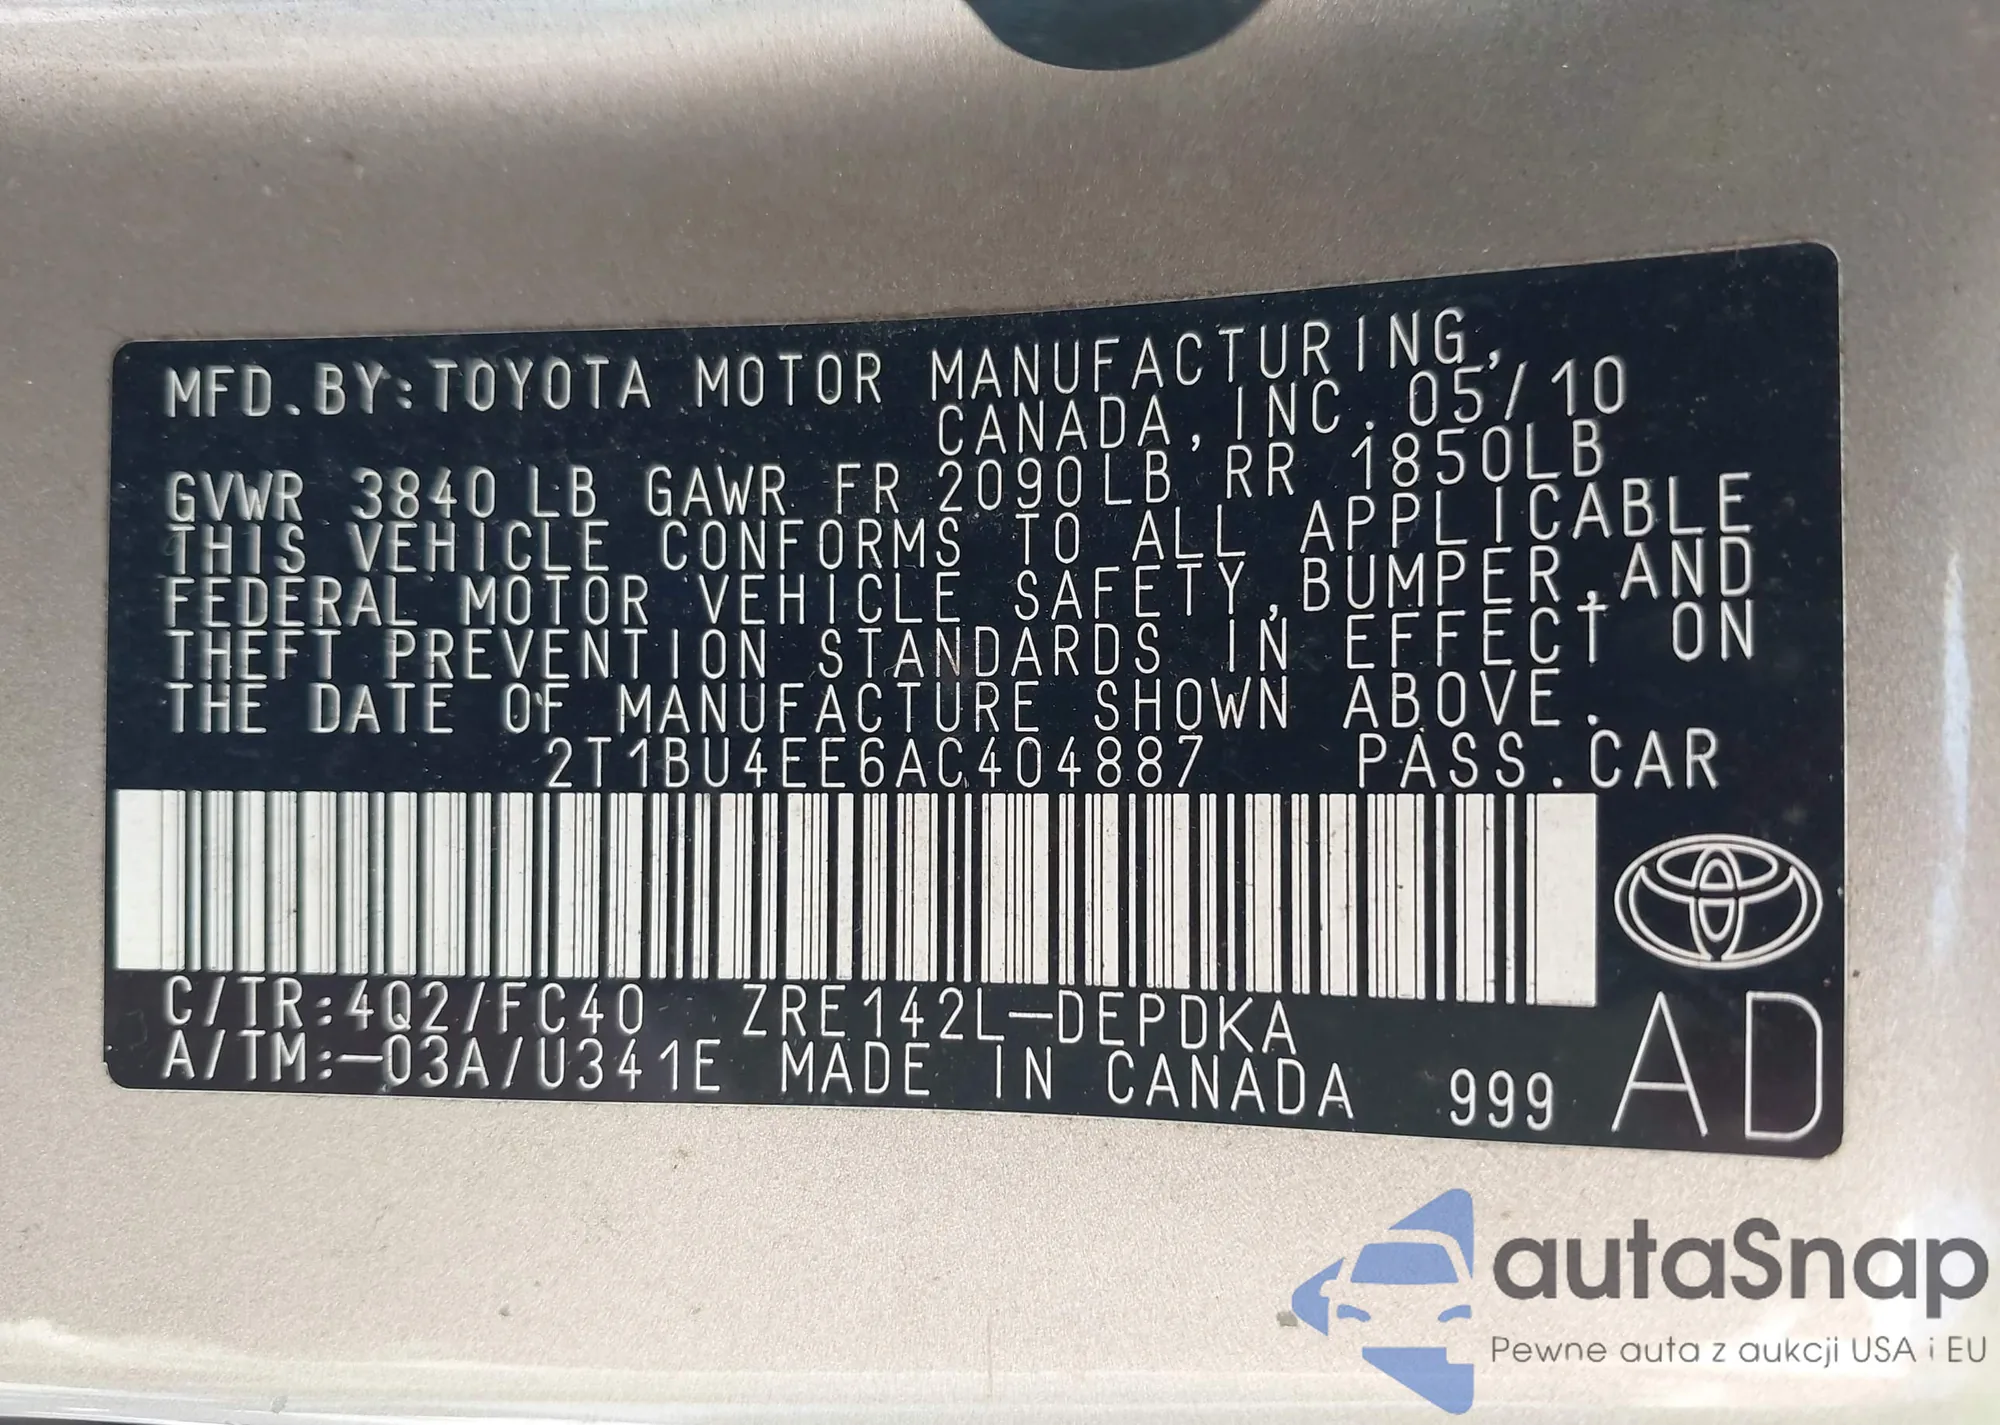 MFD.BY:TOYOTA MOTOR MANUFACTURING,
CANADA,INC.05/10
GVWR 3840LB GAWR FR 2090LB RR 1850LB
THIS VEHICLE CONFORMS TO ALL APPLICABLE
FEDERAL MOTOR VEHICLE SAFETY,BUMPER,AND
THEFT PREVENTION STANDARDS IN EFFECT ON
THE DATE OF MANUFACTURE SHOWN ABOVE.
2T1BU4EE6AC404887 PASS.CAR
C/TR:4Q2/FC40 ZRE142L-DEPDKA
A/TM:-03A/U341E MADE IN CANADA 999 AD
autaSnap
Pewne auta z aukcji USA i EU